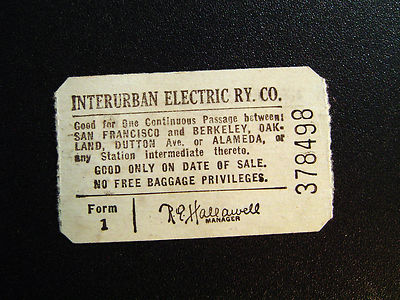 INTERURBAN ELECTRIC RY. CO.
Good for One Continuous Passage between:
SAN FRANCISCO and BERKELEY, OAK-
LAND, DUTTON Ave. or ALAMEDA, or
any Station intermediate thereto.
GOOD ONLY ON DATE OF SALE.
NO FREE BAGGAGE PRIVILEGES.
378498
Form
1
R.E. Hallawell
MANAGER